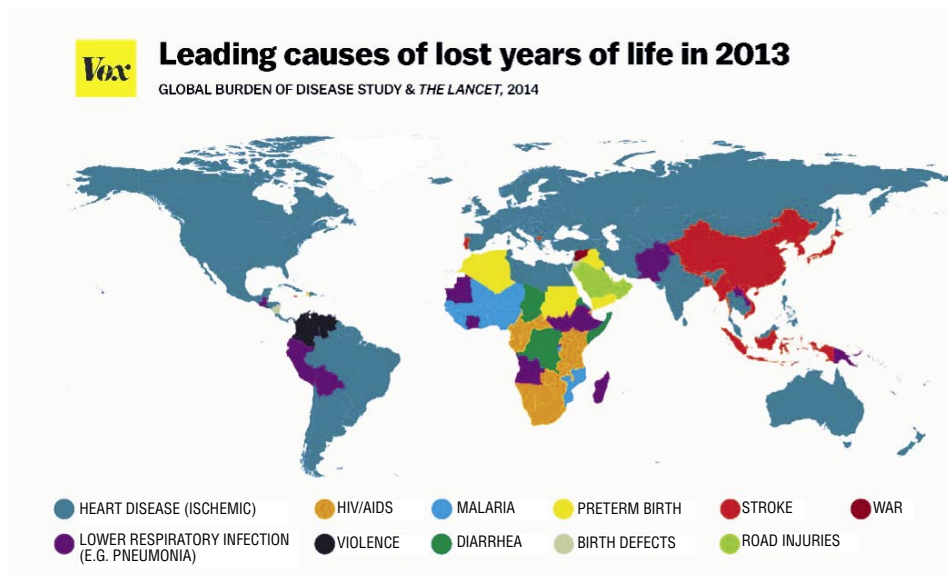 Vox
Leading causes of lost years of life in 2013
GLOBAL BURDEN OF DISEASE STUDY & THE LANCET, 2014
HEART DISEASE (ISCHEMIC)
HIV/AIDS
MALARIA
PRETERM BIRTH
STROKE
WAR
LOWER RESPIRATORY INFECTION
(E.G. PNEUMONIA)
VIOLENCE
DIARRHEA
BIRTH DEFECTS
ROAD INJURIES